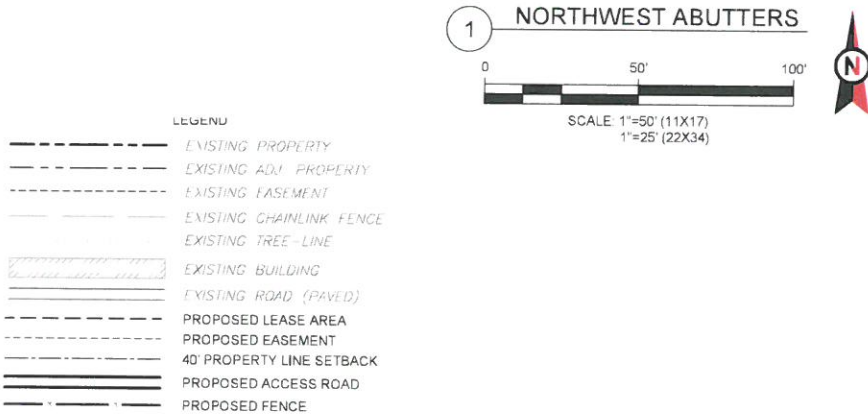 1
NORTHWEST ABUTTERS
N
0 50' 100'
SCALE: 1"=50' (11X17)
1"=25' (22X34)
LEGEND
EXISTING PROPERTY
EXISTING ADJ. PROPERTY
EXISTING EASEMENT
EXISTING CHAINLINK FENCE
EXISTING TREE-LINE
EXISTING BUILDING
EXISTING ROAD (PAVED)
PROPOSED LEASE AREA
PROPOSED EASEMENT
40' PROPERTY LINE SETBACK
PROPOSED ACCESS ROAD
PROPOSED FENCE